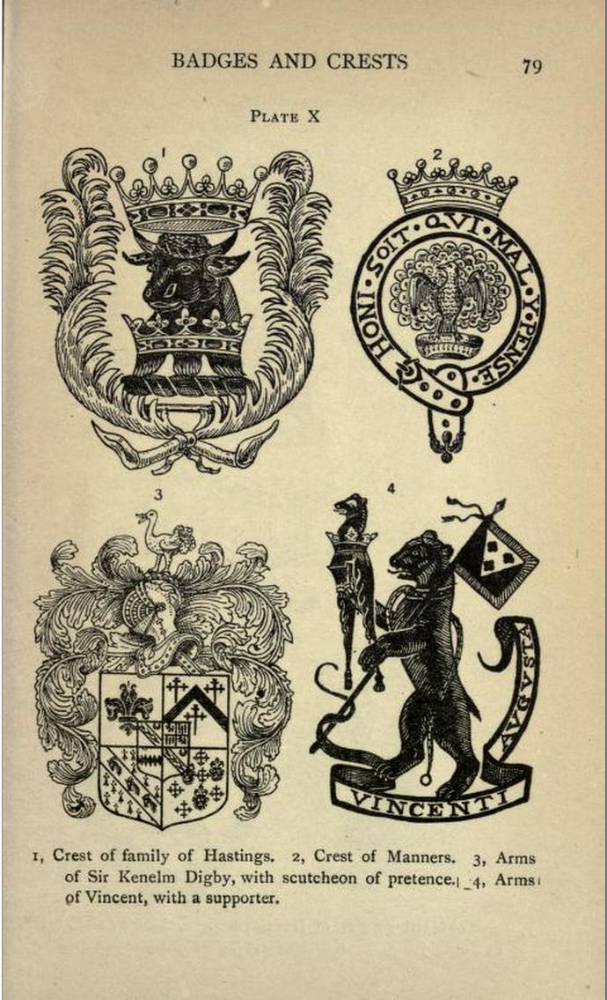 BADGES AND CRESTS 79
PLATE X
1
2
HONI · SOIT · QVI · MAL · Y · PENSE ·
3
4
VINCENTI
AVGVSTA
1, Crest of family of Hastings. 2, Crest of Manners. 3, Arms
of Sir Kenelm Digby, with scutcheon of pretence. 4, Arms
of Vincent, with a supporter.